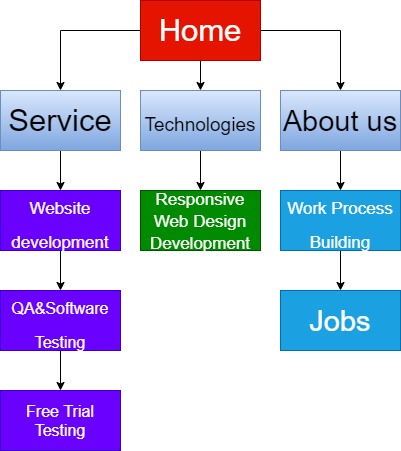 Home
Service
Technologies
About us
Website
development
Responsive
Web Design
Development
Work Process
Building
QA&Software
Testing
Jobs
Free Trial
Testing